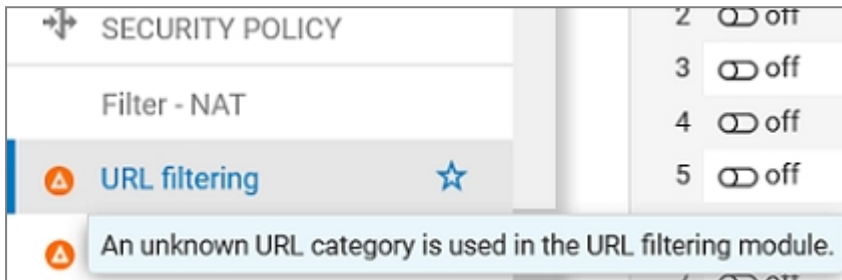 SECURITY POLICY
2 off
3 off
Filter - NAT
4 off
URL filtering
5 off
An unknown URL category is used in the URL filtering module.